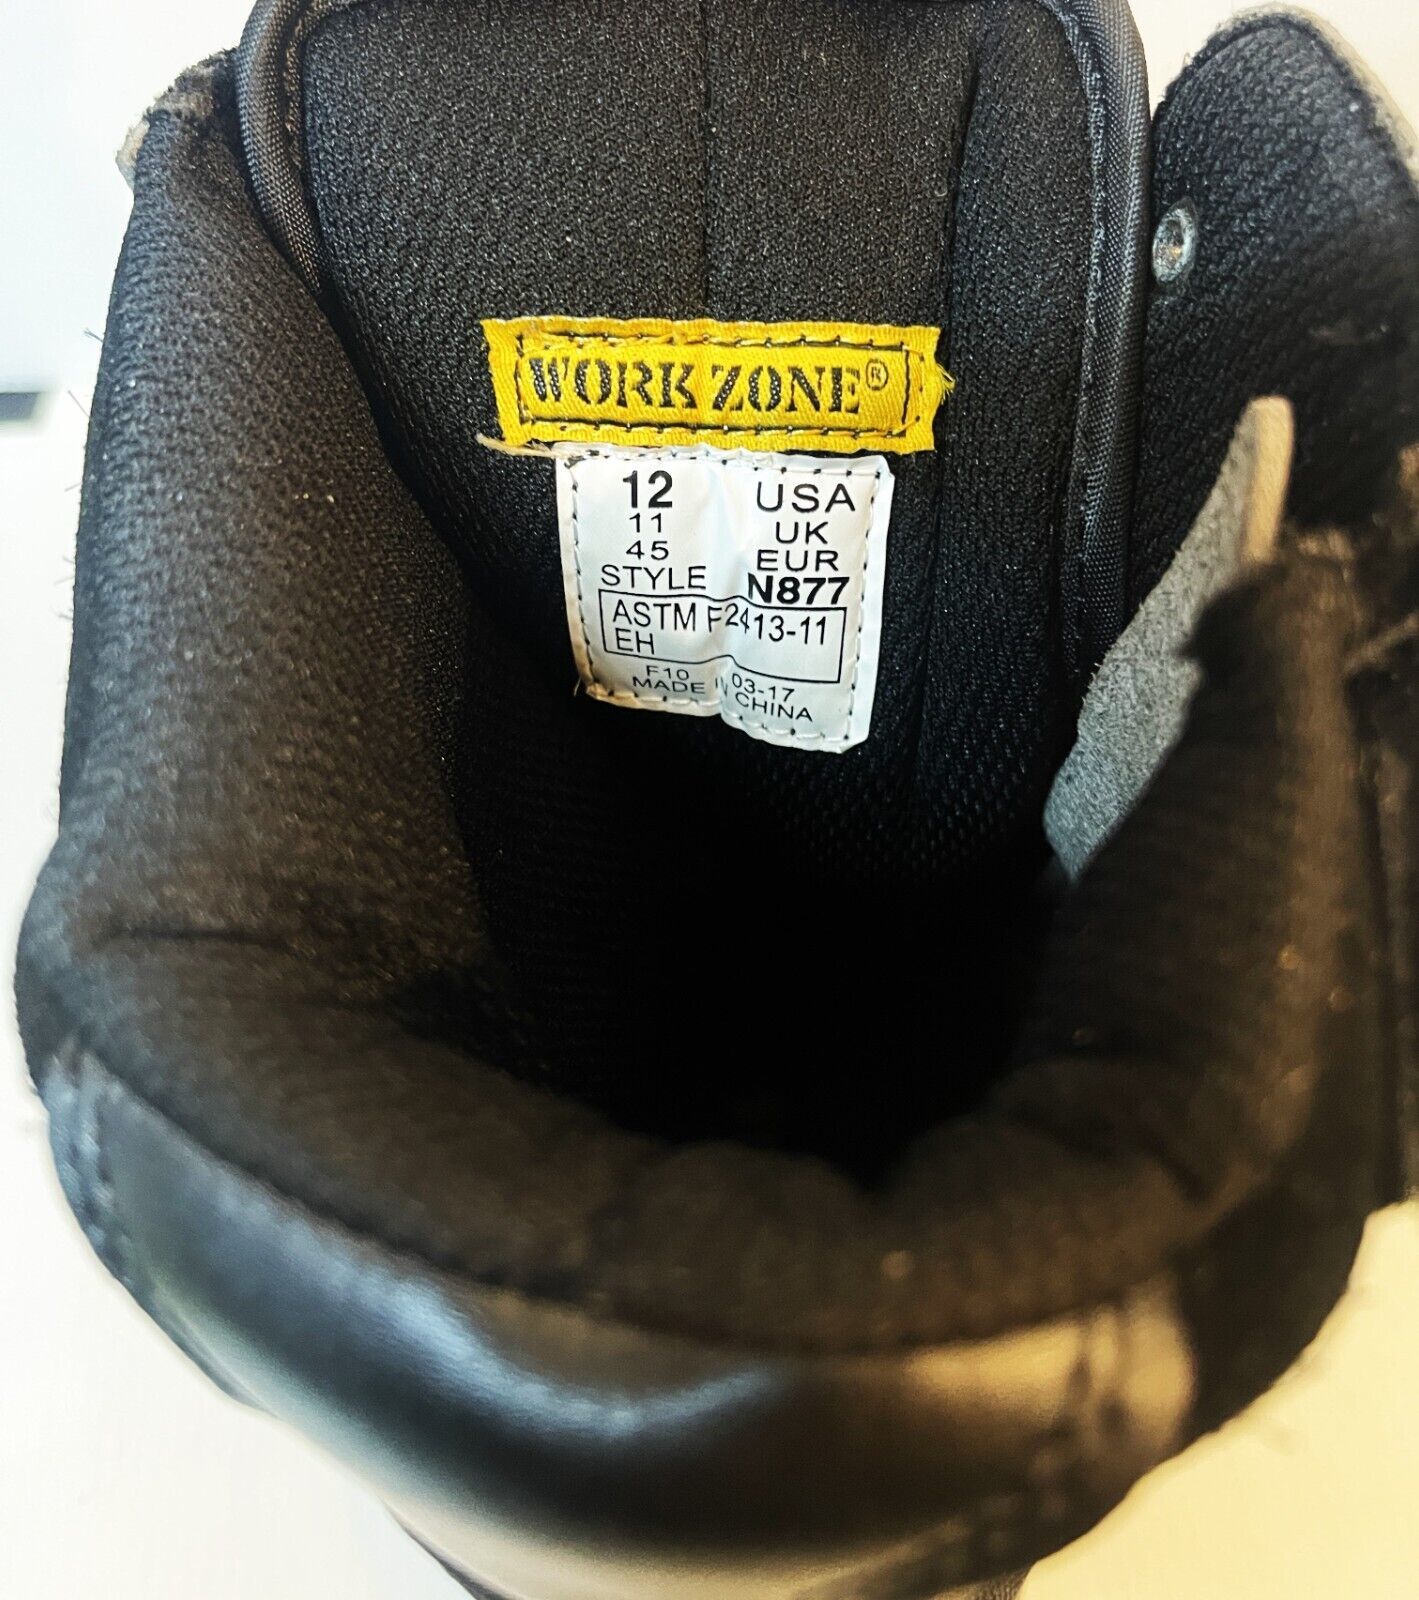 WORK ZONE®
12 USA
11 UK
45 EUR
STYLE N877
ASTM F2413-11
EH
F10 03-17
MADE IN CHINA